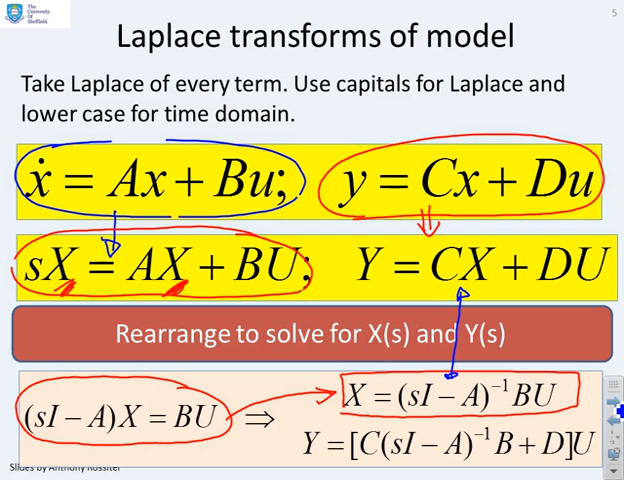 The
University
Of
Sheffield.
5
Laplace transforms of model
Take Laplace of every term. Use capitals for Laplace and
lower case for time domain.
ẋ = Ax + Bu; y = Cx + Du
sX = AX + BU; Y = CX + DU
Rearrange to solve for X(s) and Y(s)
(sI − A)X = BU ⇒ X = (sI − A)⁻¹BU
Y = [C(sI − A)⁻¹B + D]U
Slides by Anthony Rossiter